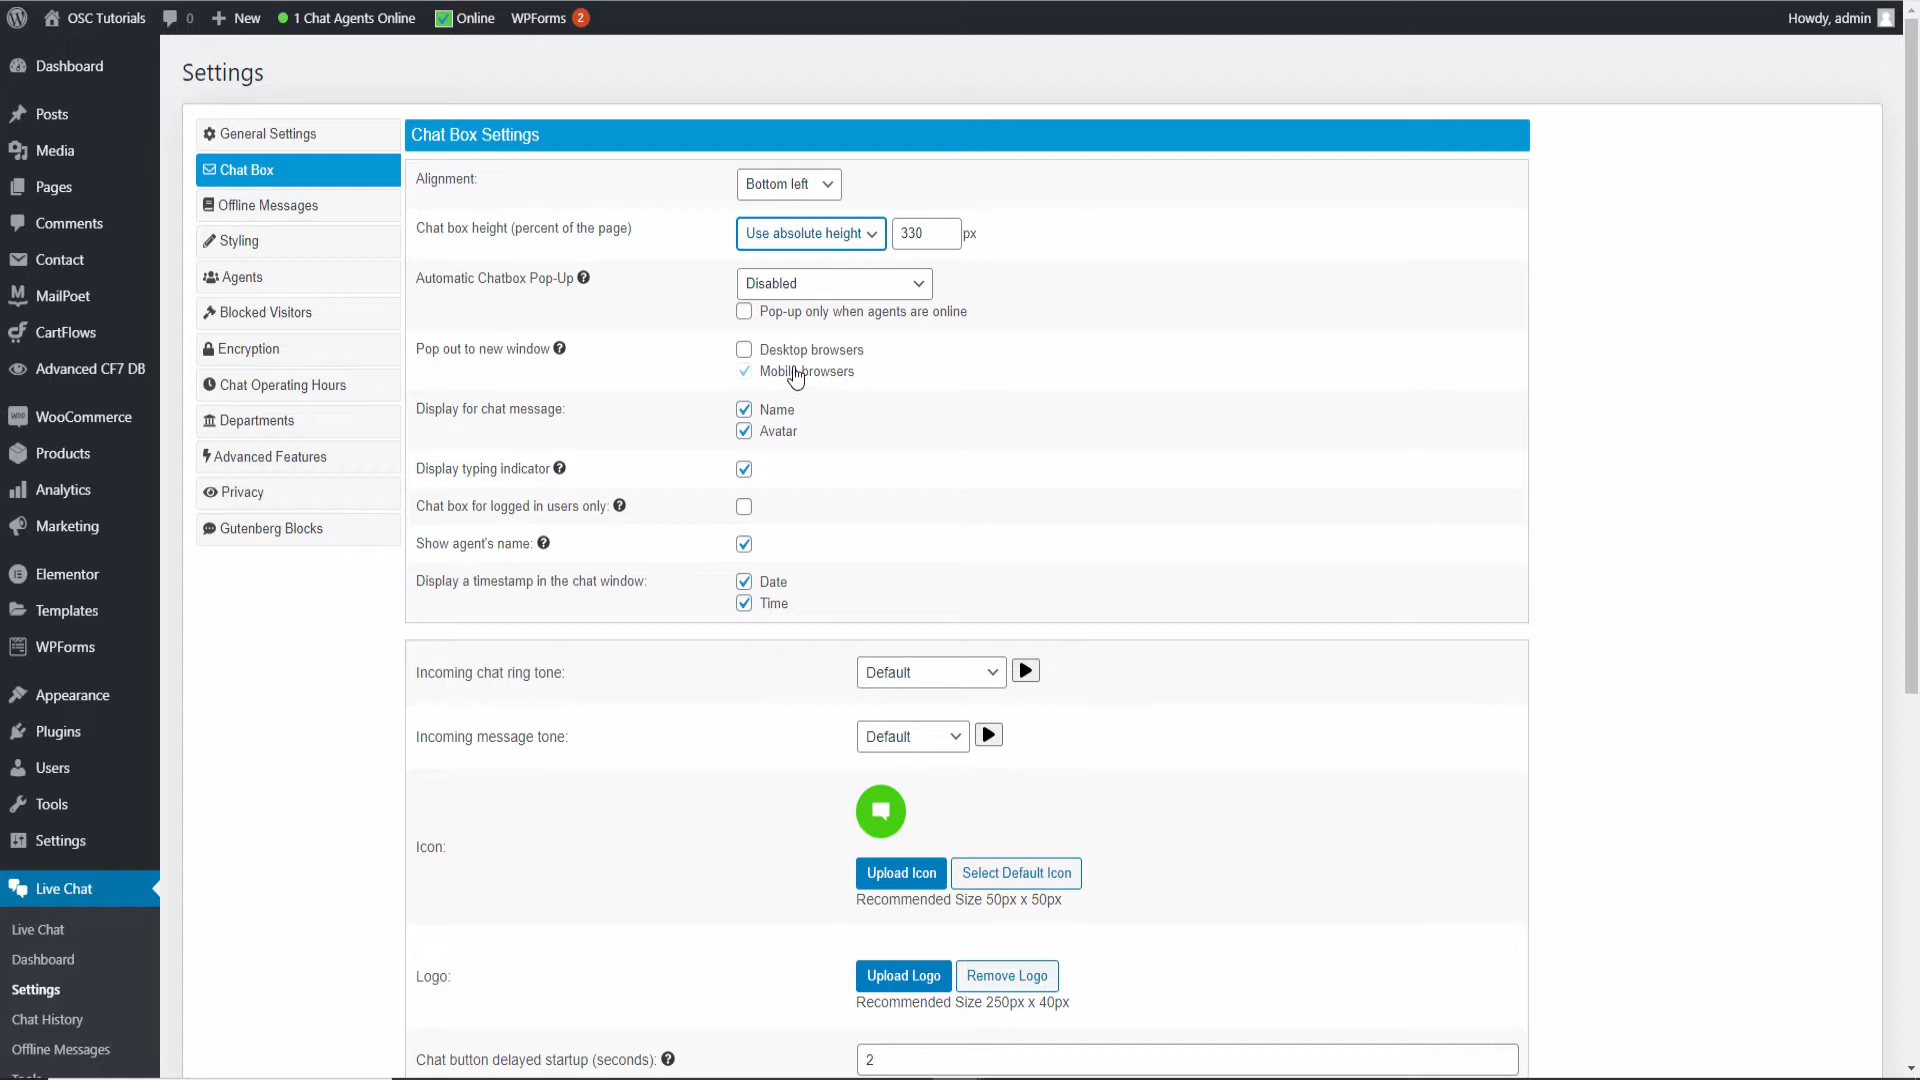 OSC Tutorials 0 New 1 Chat Agents Online Online WPForms 2 Howdy, admin
Dashboard
Posts
Media
Pages
Comments
Contact
MailPoet
CartFlows
Advanced CF7 DB
WooCommerce
Products
Analytics
Marketing
Elementor
Templates
WPForms
Appearance
Plugins
Users
Tools
Settings
Live Chat
Live Chat
Dashboard
Settings
Chat History
Offline Messages
Settings
General Settings
Chat Box
Offline Messages
Styling
Agents
Blocked Visitors
Encryption
Chat Operating Hours
Departments
Advanced Features
Privacy
Gutenberg Blocks
Chat Box Settings
Alignment: Bottom left
Chat box height (percent of the page) Use absolute height 330 px
Automatic Chatbox Pop-Up Disabled
Pop-up only when agents are online
Pop out to new window Desktop browsers
Mobile browsers
Display for chat message: Name
Avatar
Display typing indicator
Chat box for logged in users only:
Show agent's name:
Display a timestamp in the chat window: Date
Time
Incoming chat ring tone: Default
Incoming message tone: Default
Icon:
Upload Icon Select Default Icon
Recommended Size 50px x 50px
Logo: Upload Logo Remove Logo
Recommended Size 250px x 40px
Chat button delayed startup (seconds): 2